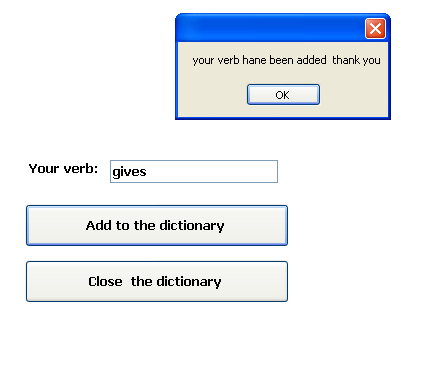 your verb hane been added  thank you
OK
Your verb: gives
Add to the dictionary
Close  the dictionary